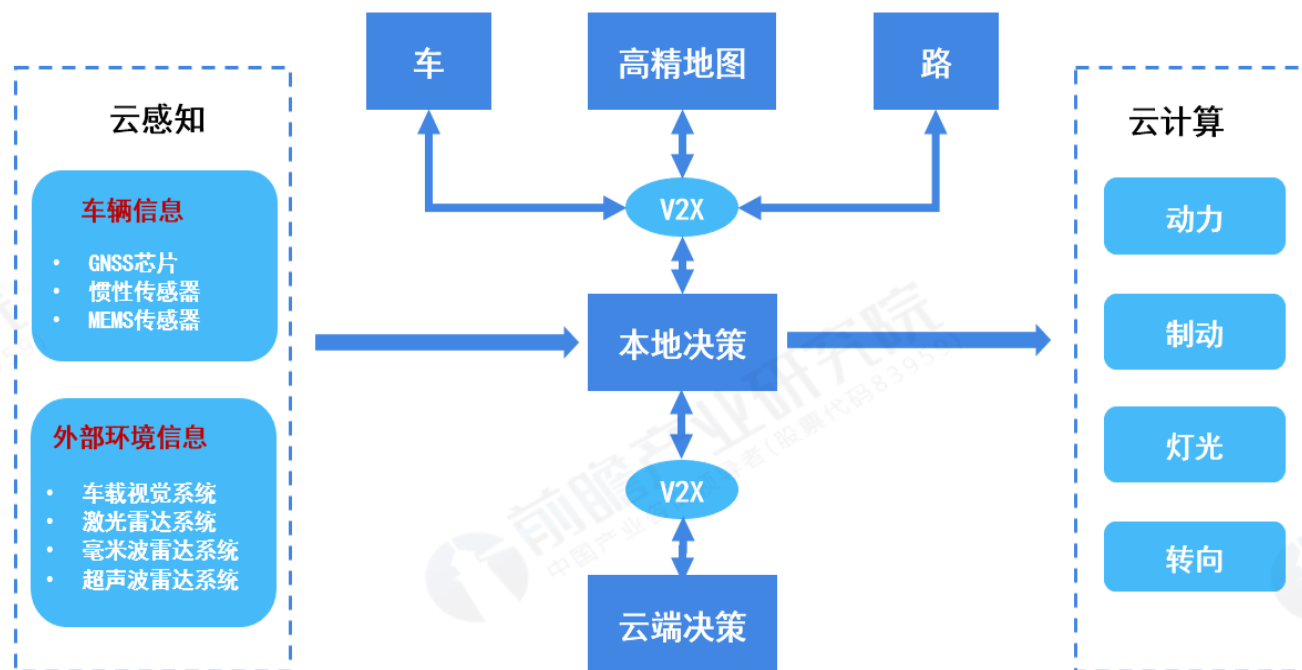 车
高精地图
路
云感知
云计算
车辆信息
• GNSS芯片
• 惯性传感器
• MEMS传感器
V2X
动力
制动
本地决策
外部环境信息
• 车载视觉系统
• 激光雷达系统
• 毫米波雷达系统
• 超声波雷达系统
V2X
灯光
转向
云端决策
前瞻产业研究院